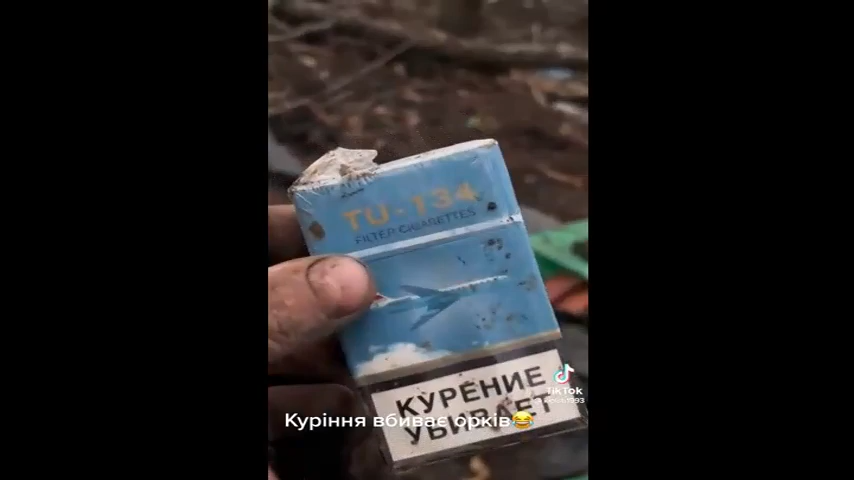 TU-134
FILTER CIGARETTES
КУРЕНИЕ
УБИВАЕТ
Куріння вбиває орків😂
TikTok